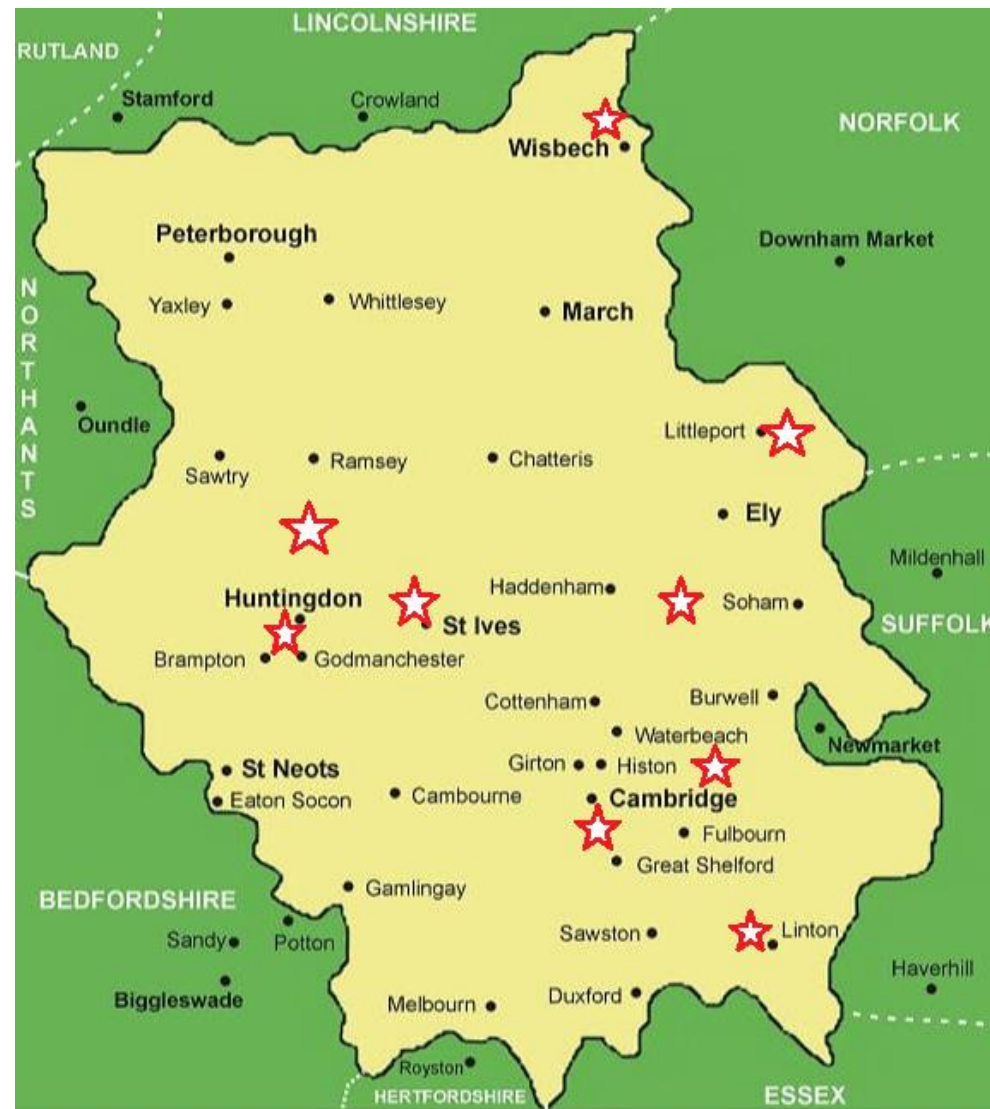 LINCOLNSHIRE
RUTLAND
Stamford
Crowland
NORFOLK
Wisbech
Peterborough
Downham Market
NORTHANTS
Yaxley
Whittlesey
March
Oundle
Littleport
Sawtry
Ramsey
Chatteris
Ely
Mildenhall
Huntingdon
Haddenham
Soham
St Ives
SUFFOLK
Brampton
Godmanchester
Cottenham
Burwell
Waterbeach
Newmarket
Girton
Histon
St Neots
Eaton Socon
Cambourne
Cambridge
Fulbourn
Great Shelford
Gamlingay
BEDFORDSHIRE
Sandy
Potton
Sawston
Linton
Haverhill
Biggleswade
Melbourn
Duxford
Royston
HERTFORDSHIRE
ESSEX